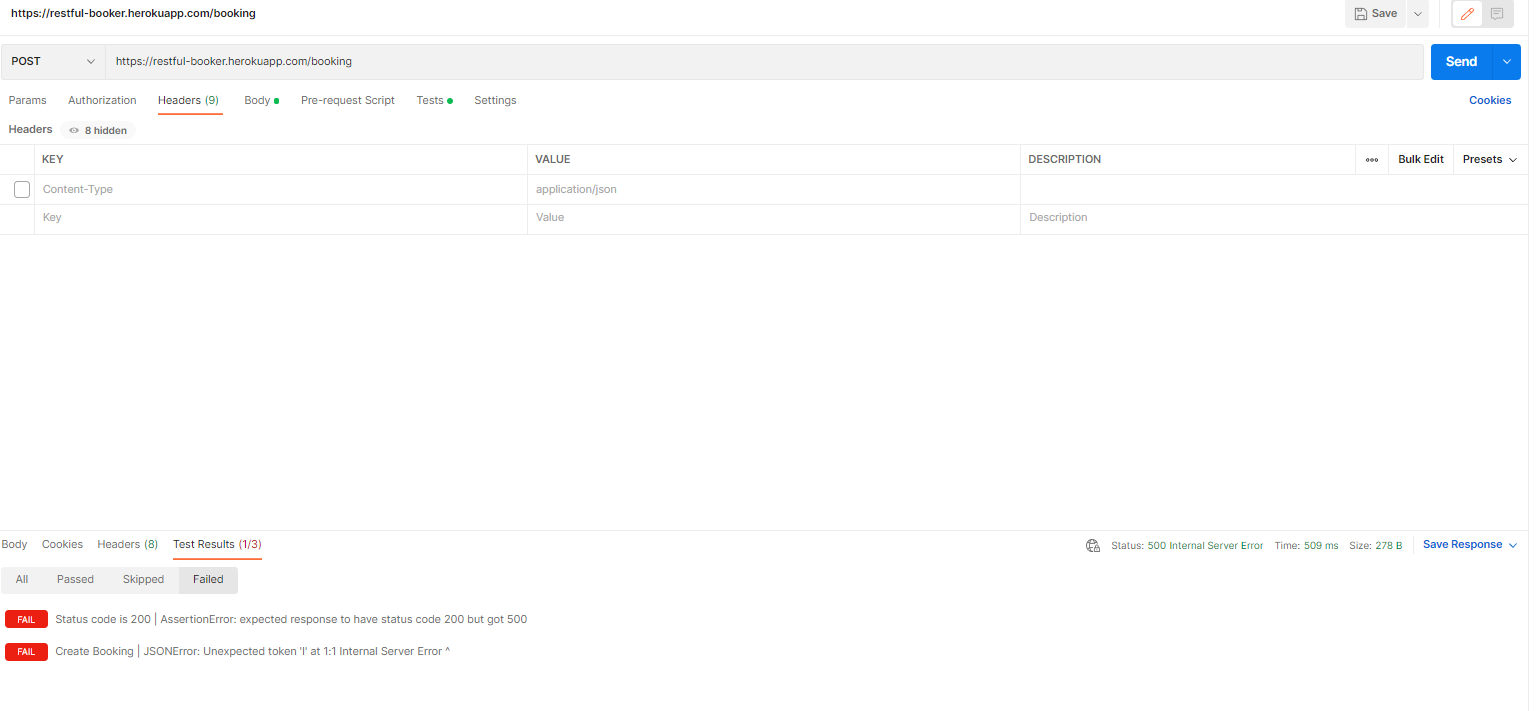 https://restful-booker.herokuapp.com/booking
Save
POST
https://restful-booker.herokuapp.com/booking
Send
Params
Authorization
Headers (9)
Body
Pre-request Script
Tests
Settings
Cookies
Headers
8 hidden
KEY
VALUE
DESCRIPTION
Bulk Edit
Presets
Content-Type
application/json
Key
Value
Description
Body
Cookies
Headers (8)
Test Results (1/3)
Status: 500 Internal Server Error
Time: 509 ms
Size: 278 B
Save Response
All
Passed
Skipped
Failed
FAIL
Status code is 200 | AssertionError: expected response to have status code 200 but got 500
FAIL
Create Booking | JSONError: Unexpected token 'I' at 1:1 Internal Server Error ^